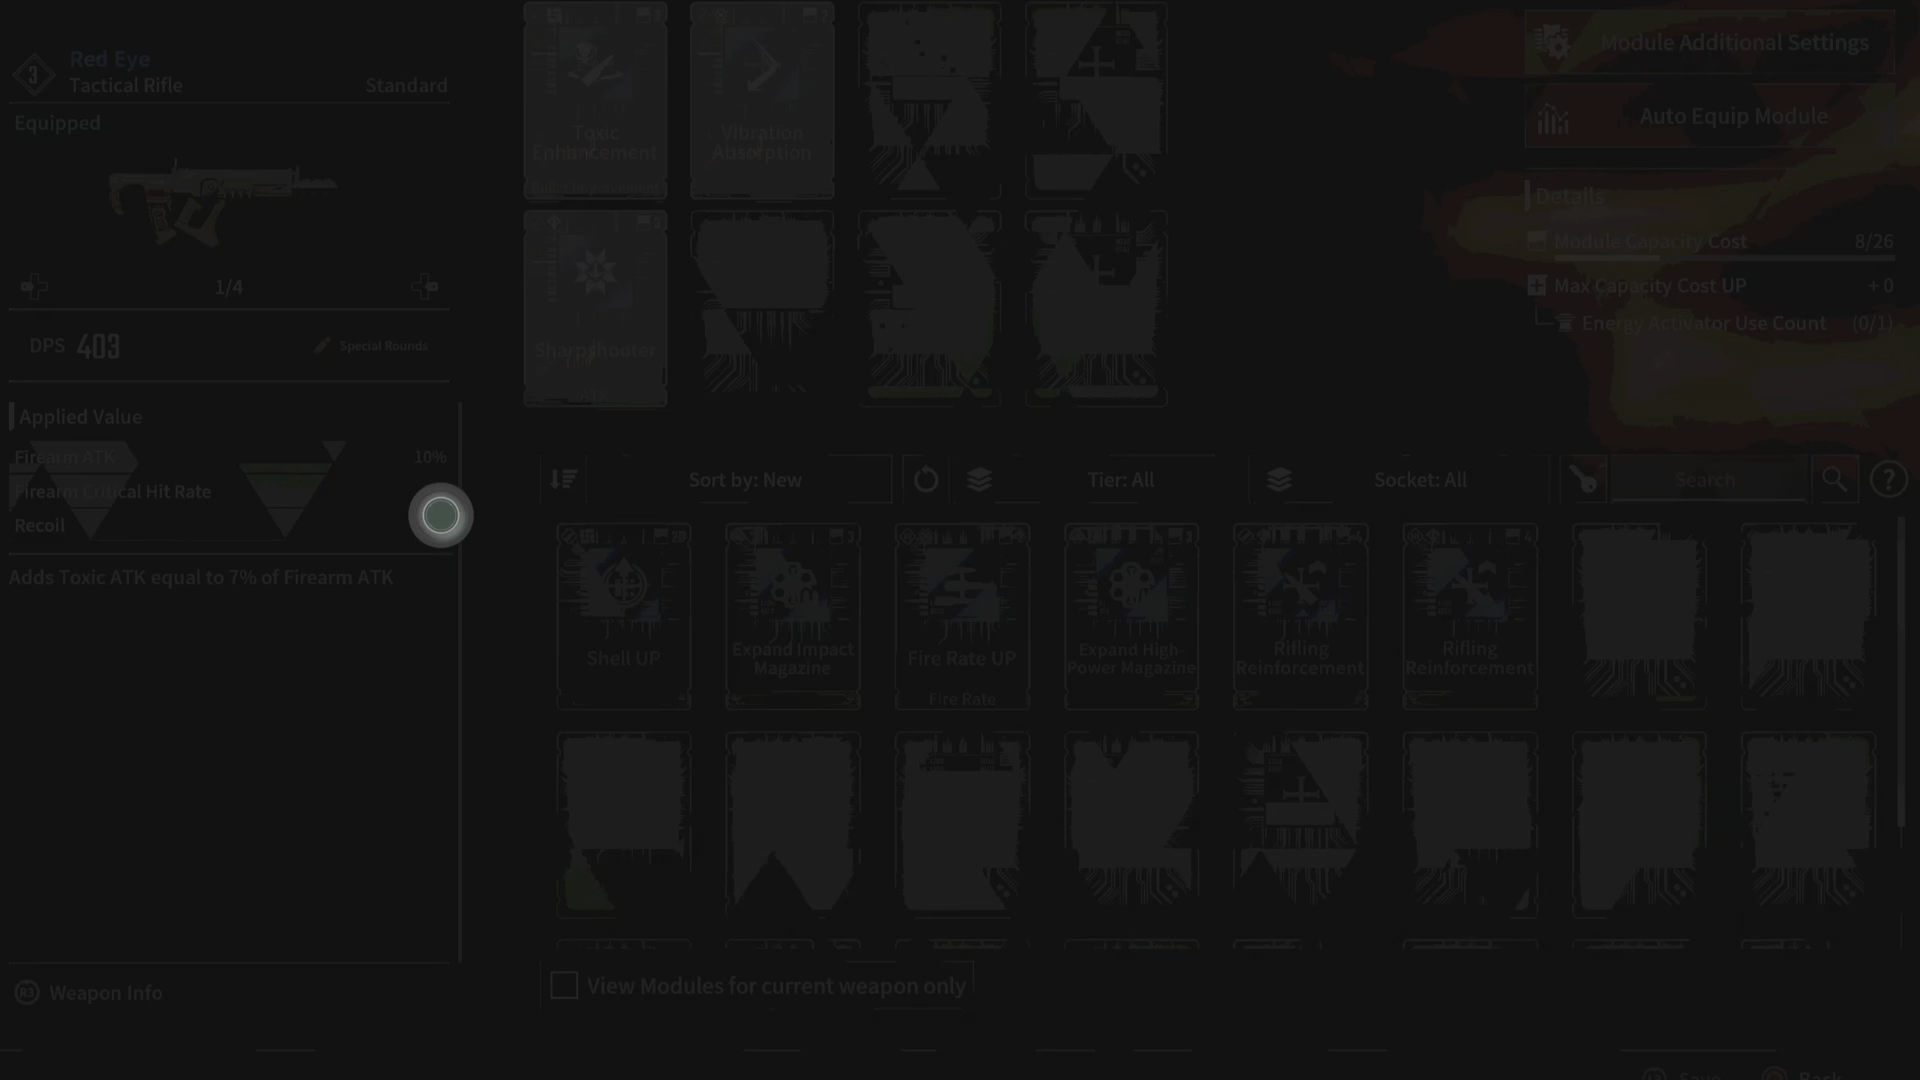 3
Red Eye
Tactical Rifle
Standard
Equipped
1/4
DPS 403
Special Rounds
Applied Value
Firearm ATK
10%
Firearm Critical Hit Rate
Recoil
Adds Toxic ATK equal to 7% of Firearm ATK
R3 Weapon Info
Toxic
Enhancement
Vibration
Absorption
Sharpshooter
Module Additional Settings
Auto Equip Module
Details
Module Capacity Cost
8/26
Max Capacity Cost UP
+ 0
Energy Activator Use Count
(0/1)
Sort by: New
Tier: All
Socket: All
Search
?
Shell UP
Expand Impact
Magazine
Fire Rate UP
Fire Rate
Expand High-
Power Magazine
Rifling
Reinforcement
Rifling
Reinforcement
View Modules for current weapon only
Save
Back